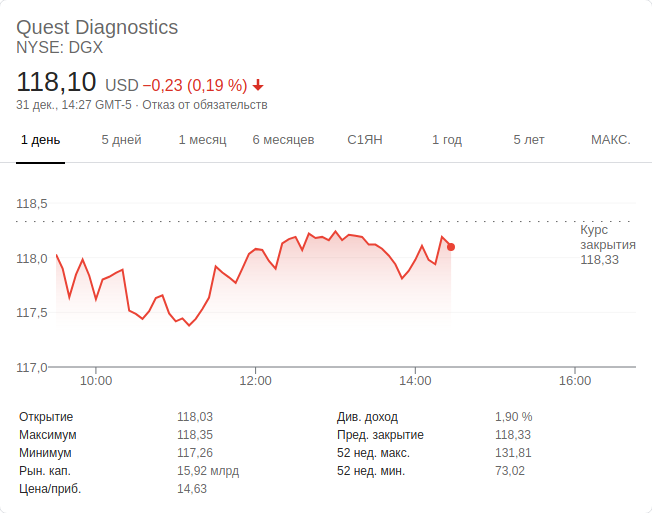 Quest Diagnostics
NYSE: DGX
118,10 USD −0,23 (0,19 %)
31 дек., 14:27 GMT-5 · Отказ от обязательств
1 день 5 дней 1 месяц 6 месяцев С1ЯН 1 год 5 лет МАКС.
118,5
Курс
закрытия
118,33
118,0
117,5
117,0
10:00 12:00 14:00 16:00
Открытие 118,03 Див. доход 1,90 %
Максимум 118,35 Пред. закрытие 118,33
Минимум 117,26 52 нед. макс. 131,81
Рын. кап. 15,92 млрд 52 нед. мин. 73,02
Цена/приб. 14,63